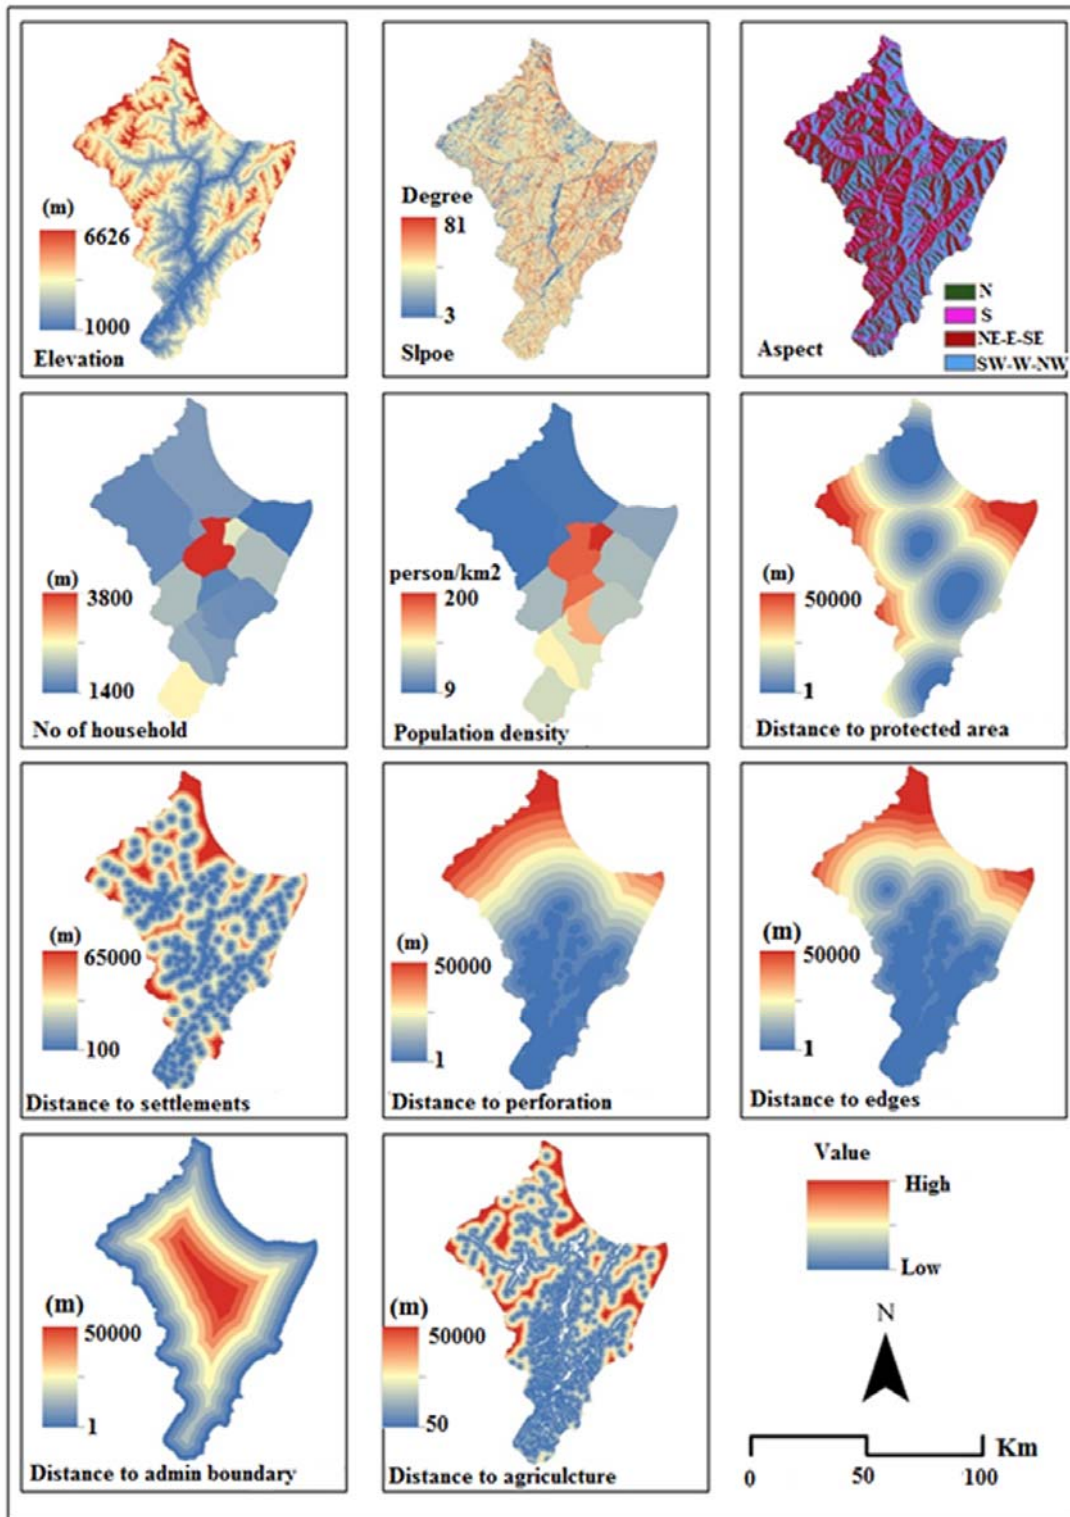 (m)
6626
1000
Elevation
Degree
81
3
Slpoe
N
S
NE-E-SE
SW-W-NW
Aspect
(m)
3800
1400
No of household
person/km2
200
9
Population density
(m)
50000
1
Distance to protected area
(m)
65000
100
Distance to settlements
(m)
50000
1
Distance to perforation
(m)
50000
1
Distance to edges
(m)
50000
1
Distance to admin boundary
(m)
50000
50
Distance to agriculcture
Value
High
Low
N
Km
0 50 100